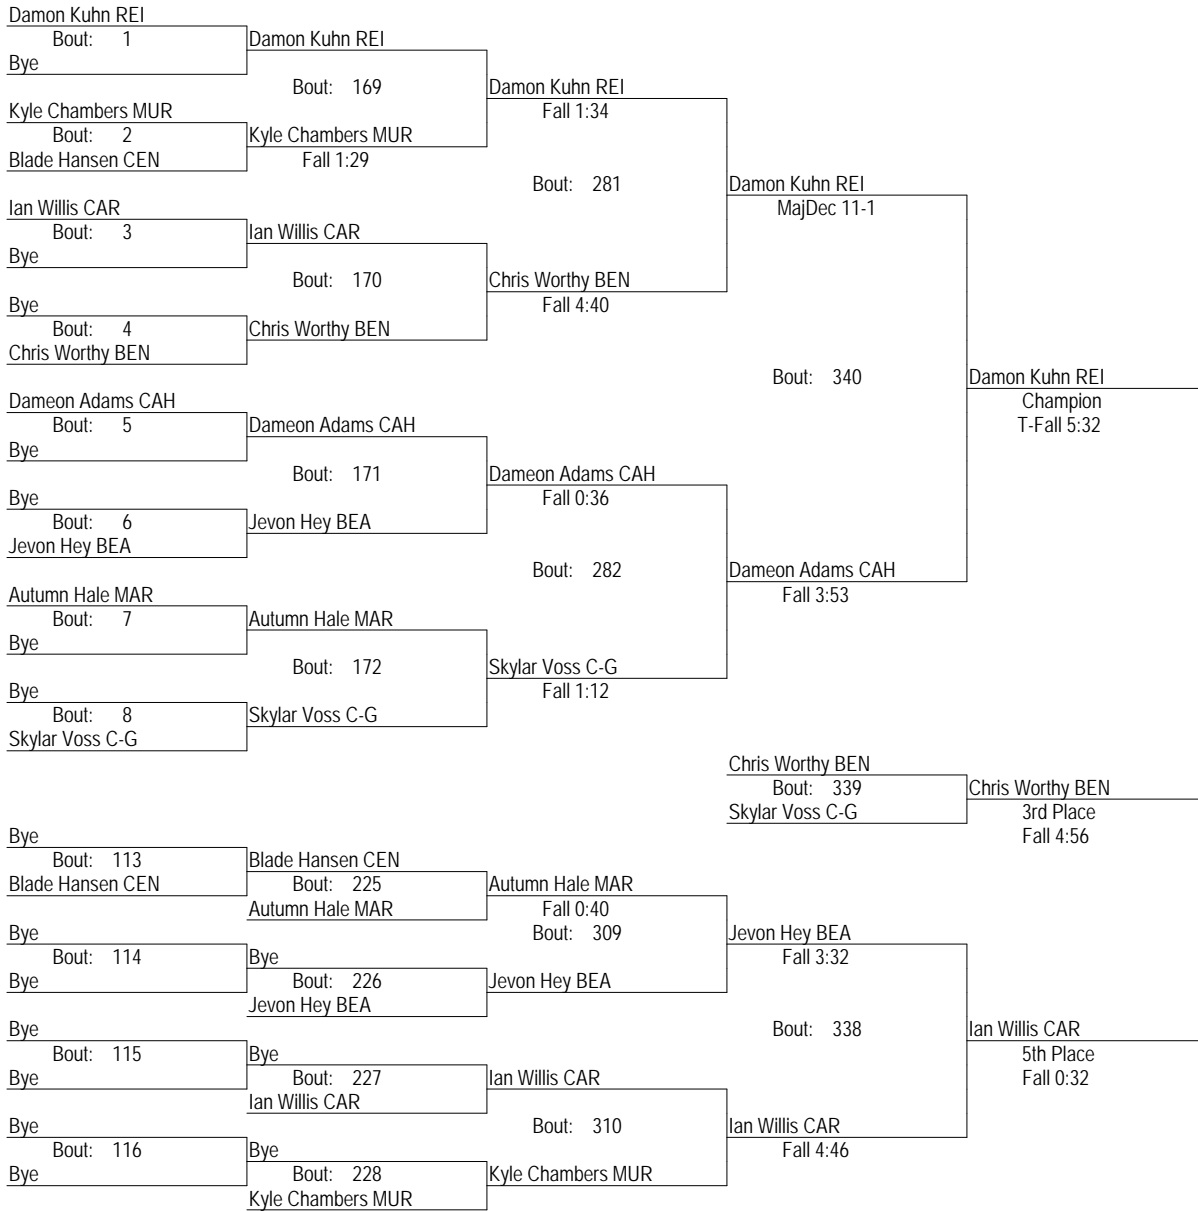 Damon Kuhn REI
Bout: 1
Damon Kuhn REI
Bye
Bout: 169
Damon Kuhn REI
Kyle Chambers MUR
Fall 1:34
Bout: 2
Kyle Chambers MUR
Blade Hansen CEN
Fall 1:29
Bout: 281
Damon Kuhn REI
Ian Willis CAR
MajDec 11-1
Bout: 3
Ian Willis CAR
Bye
Bout: 170
Chris Worthy BEN
Bye
Fall 4:40
Bout: 4
Chris Worthy BEN
Chris Worthy BEN
Bout: 340
Damon Kuhn REI
Dameon Adams CAH
Champion
Bout: 5
Dameon Adams CAH
T-Fall 5:32
Bye
Bout: 171
Dameon Adams CAH
Bye
Fall 0:36
Bout: 6
Jevon Hey BEA
Jevon Hey BEA
Bout: 282
Dameon Adams CAH
Autumn Hale MAR
Fall 3:53
Bout: 7
Autumn Hale MAR
Bye
Bout: 172
Skylar Voss C-G
Bye
Fall 1:12
Bout: 8
Skylar Voss C-G
Skylar Voss C-G
Chris Worthy BEN
Bout: 339
Chris Worthy BEN
Skylar Voss C-G
3rd Place
Fall 4:56
Bye
Bout: 113
Blade Hansen CEN
Blade Hansen CEN
Bout: 225
Autumn Hale MAR
Autumn Hale MAR
Fall 0:40
Bye
Bout: 309
Jevon Hey BEA
Bout: 114
Bye
Fall 3:32
Bye
Bout: 226
Jevon Hey BEA
Jevon Hey BEA
Bye
Bout: 338
Ian Willis CAR
Bout: 115
Bye
5th Place
Bye
Bout: 227
Ian Willis CAR
Fall 0:32
Ian Willis CAR
Bye
Bout: 310
Ian Willis CAR
Bout: 116
Bye
Fall 4:46
Bye
Bout: 228
Kyle Chambers MUR
Kyle Chambers MUR